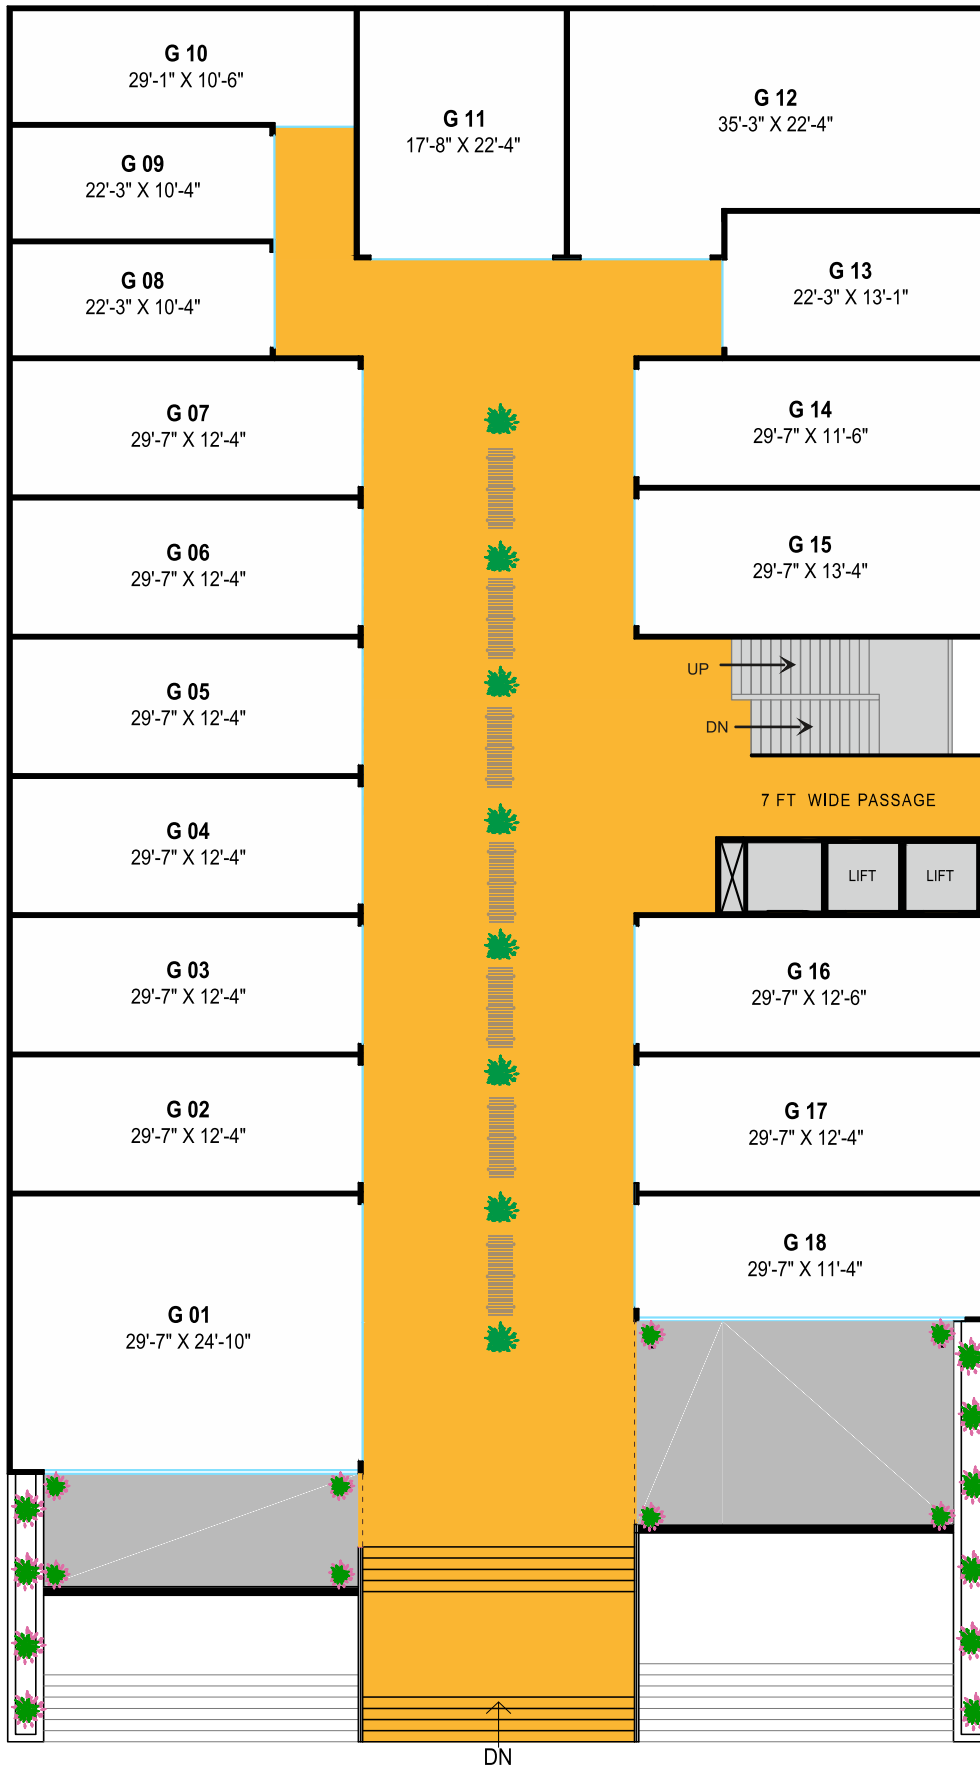 G 10
29'-1" X 10'-6"
G 11
17'-8" X 22'-4"
G 12
35'-3" X 22'-4"
G 09
22'-3" X 10'-4"
G 08
22'-3" X 10'-4"
G 13
22'-3" X 13'-1"
G 07
29'-7" X 12'-4"
G 14
29'-7" X 11'-6"
G 06
29'-7" X 12'-4"
G 15
29'-7" X 13'-4"
G 05
29'-7" X 12'-4"
UP
DN
7 FT WIDE PASSAGE
G 04
29'-7" X 12'-4"
LIFT
LIFT
G 03
29'-7" X 12'-4"
G 16
29'-7" X 12'-6"
G 02
29'-7" X 12'-4"
G 17
29'-7" X 12'-4"
G 18
29'-7" X 11'-4"
G 01
29'-7" X 24'-10"
DN